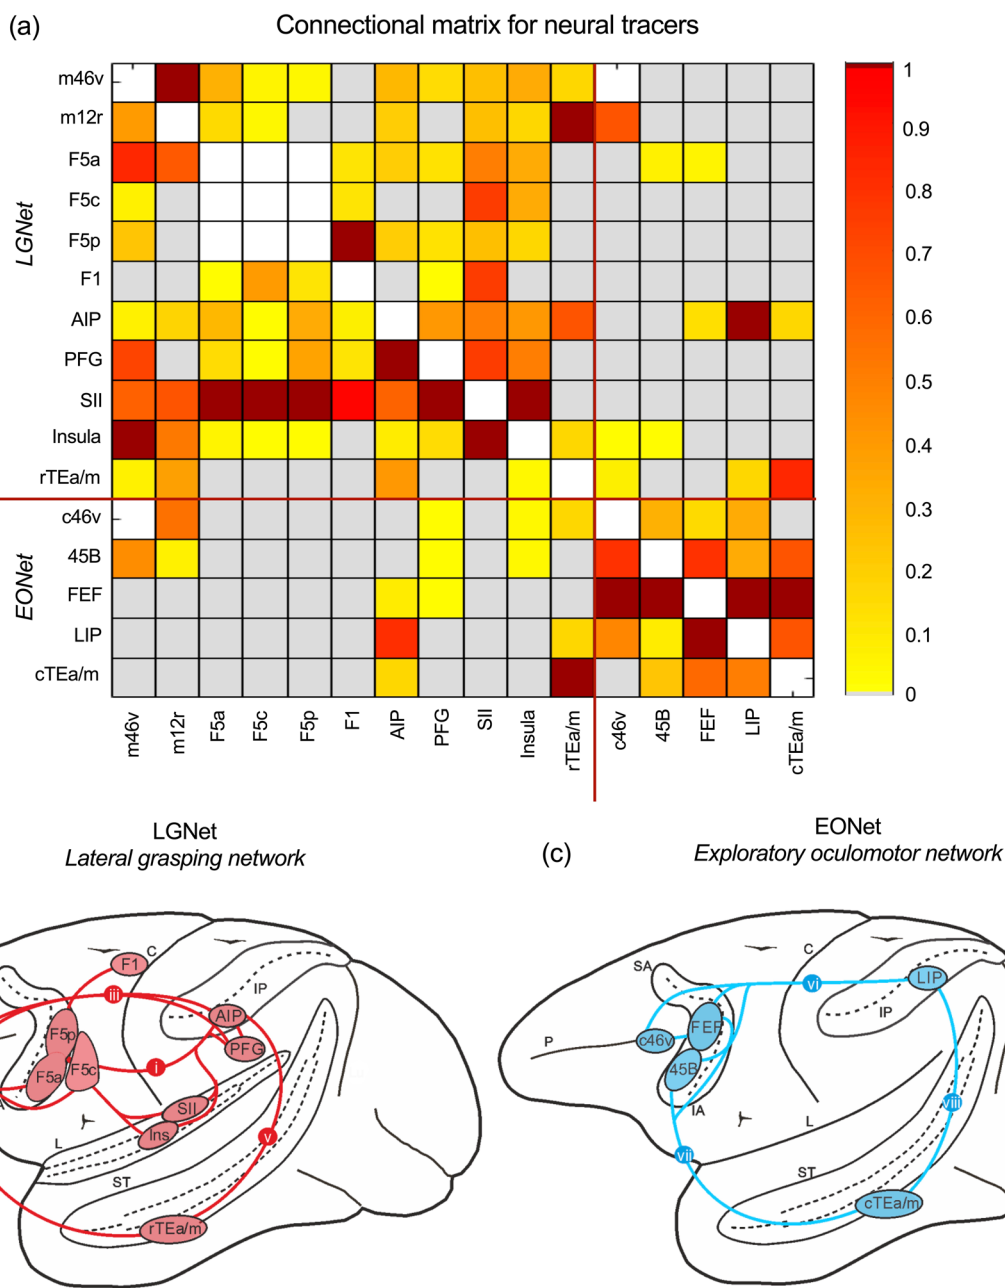 (a)
Connectional matrix for neural tracers
LGNet
EONet
m46v
m12r
F5a
F5c
F5p
F1
AIP
PFG
SII
Insula
rTEa/m
c46v
45B
FEF
LIP
cTEa/m
m46v
m12r
F5a
F5c
F5p
F1
AIP
PFG
SII
Insula
rTEa/m
c46v
45B
FEF
LIP
cTEa/m
1
0.9
0.8
0.7
0.6
0.5
0.4
0.3
0.2
0.1
0
LGNet
Lateral grasping network
F1
C
iii
IP
AIP
F5p
PFG
F5a
F5c
i
SII
Ins
L
v
ST
rTEa/m
(c)
EONet
Exploratory oculomotor network
SA
C
vi
LIP
IP
FEF
P
c46v
45B
IA
L
viii
vii
ST
cTEa/m